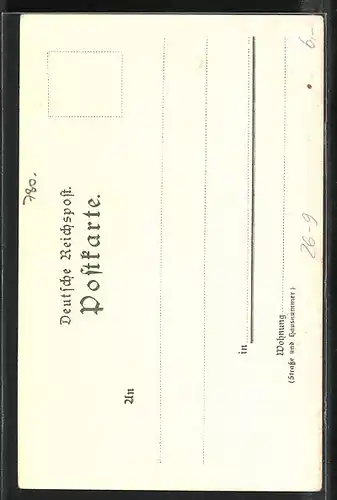 780.
Deutsche Reichspost.
Postkarte.
An
in
Wohnung
(Straße und Hausnummer)
26-9
6,-